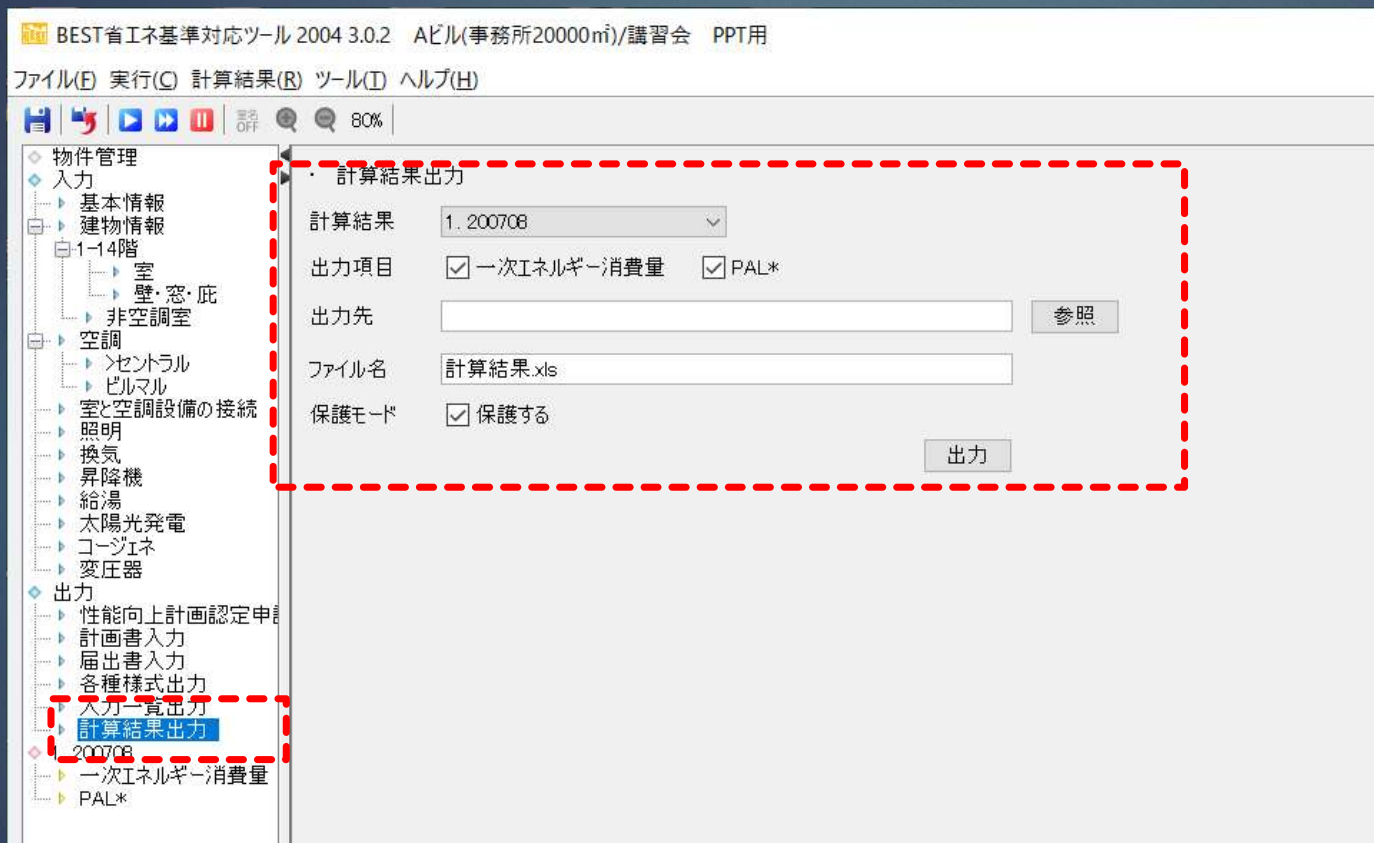 BEST省エネ基準対応ツール 2004 3.0.2 Aビル(事務所20000㎡)/講習会 PPT用
ファイル(F) 実行(C) 計算結果(R) ツール(T) ヘルプ(H)
室名 OFF 80%
物件管理
入力
基本情報
建物情報
1-14階
室
壁・窓・庇
非空調室
空調
>セントラル
ビルマル
室と空調設備の接続
照明
換気
昇降機
給湯
太陽光発電
コージェネ
変圧器
出力
性能向上計画認定申
計画書入力
届出書入力
各種様式出力
入力一覧出力
計算結果出力
1. 200708
一次エネルギー消費量
PAL*
・ 計算結果出力
計算結果 1. 200708
出力項目 一次エネルギー消費量 PAL*
出力先 参照
ファイル名 計算結果.xls
保護モード 保護する
出力